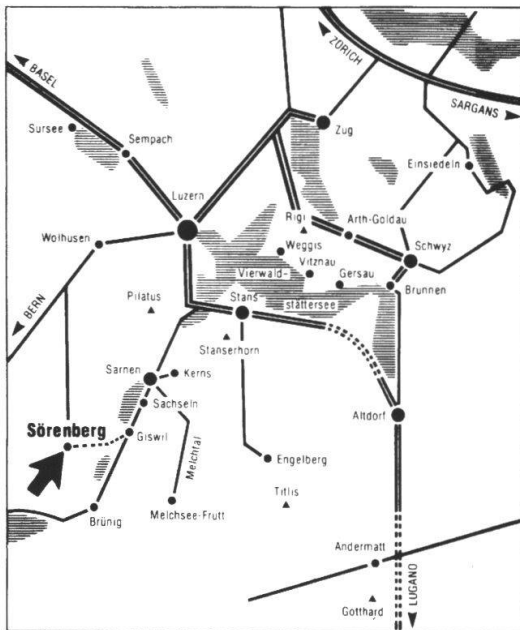 BASEL
ZÜRICH
SARGANS
Sursee
Sempach
Zug
Einsiedeln
Luzern
Rigi
Arth-Goldau
Wolhusen
Weggis
Schwyz
Vitznau
Vierwald-
Gersau
BERN
Pilatus
Stans
stättersee
Brunnen
Stanserhorn
Sarnen
Kerns
Sachseln
Altdorf
Sörenberg
Giswil
Melchtal
Engelberg
Titlis
Brünig
Melchsee-Frutt
Andermatt
LUGANO
Gotthard